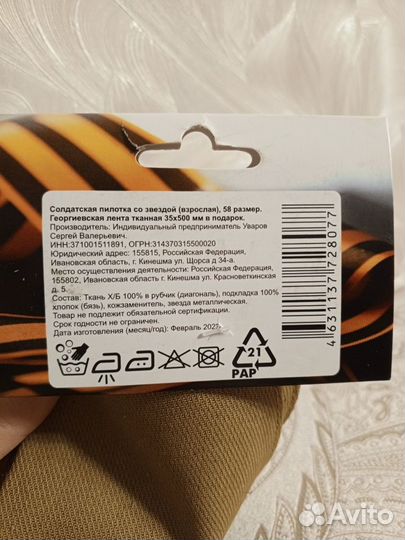 Солдатская пилотка со звездой (взрослая), 58 размер.
Георгиевская лента тканная 35х500 мм в подарок.
Производитель: Индивидуальный предприниматель Уваров
Сергей Валерьевич.
ИНН:371001511891, ОГРН:314370315500020
Юридический адрес: 155815, Российская Федерация,
Ивановская область, г. Кинешма ул. Щорса д 34-а.
Место осуществления деятельности: Российская Федерация,
155802, Ивановская область, г. Кинешма ул. Красноветкинская
д. 5.
Состав: Ткань Х/Б 100% в рубчик (диагональ), подкладка 100%
хлопок (бязь), кожзаменитель, звезда металлическая.
Товар не подлежит обязательной сертификации.
Срок годности не ограничен.
Дата изготовления (месяц/год): Февраль
21
PAP
4631137728077
Avito